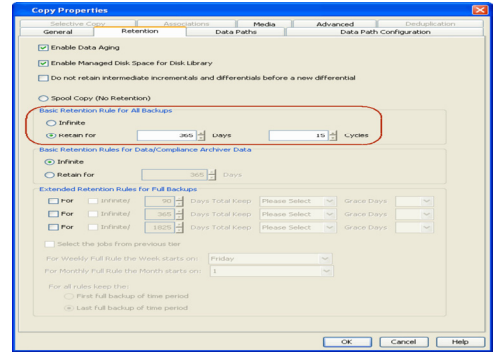 Copy Properties
Selective Copy Associations Media Advanced Deduplication
General Retention Data Paths Data Path Configuration
Enable Data Aging
Enable Managed Disk Space for Disk Library
Do not retain intermediate incrementals and differentials before a new differential
Spool Copy (No Retention)
Basic Retention Rule for All Backups
Infinite
Retain for 365 Days 15 Cycles
Basic Retention Rules for Data/Compliance Archiver Data
Infinite
Retain for 365 Days
Extended Retention Rules for Full Backups
For Infinite/ 90 Days Total Keep Please Select Grace Days
For Infinite/ 365 Days Total Keep Please Select Grace Days
For Infinite/ 1825 Days Total Keep Please Select Grace Days
Select the jobs from previous tier
For Weekly Full Rule the Week starts on: Friday
For Monthly Full Rule the Month starts on: 1
For all rules keep the:
First full backup of time period
Last full backup of time period
OK Cancel Help